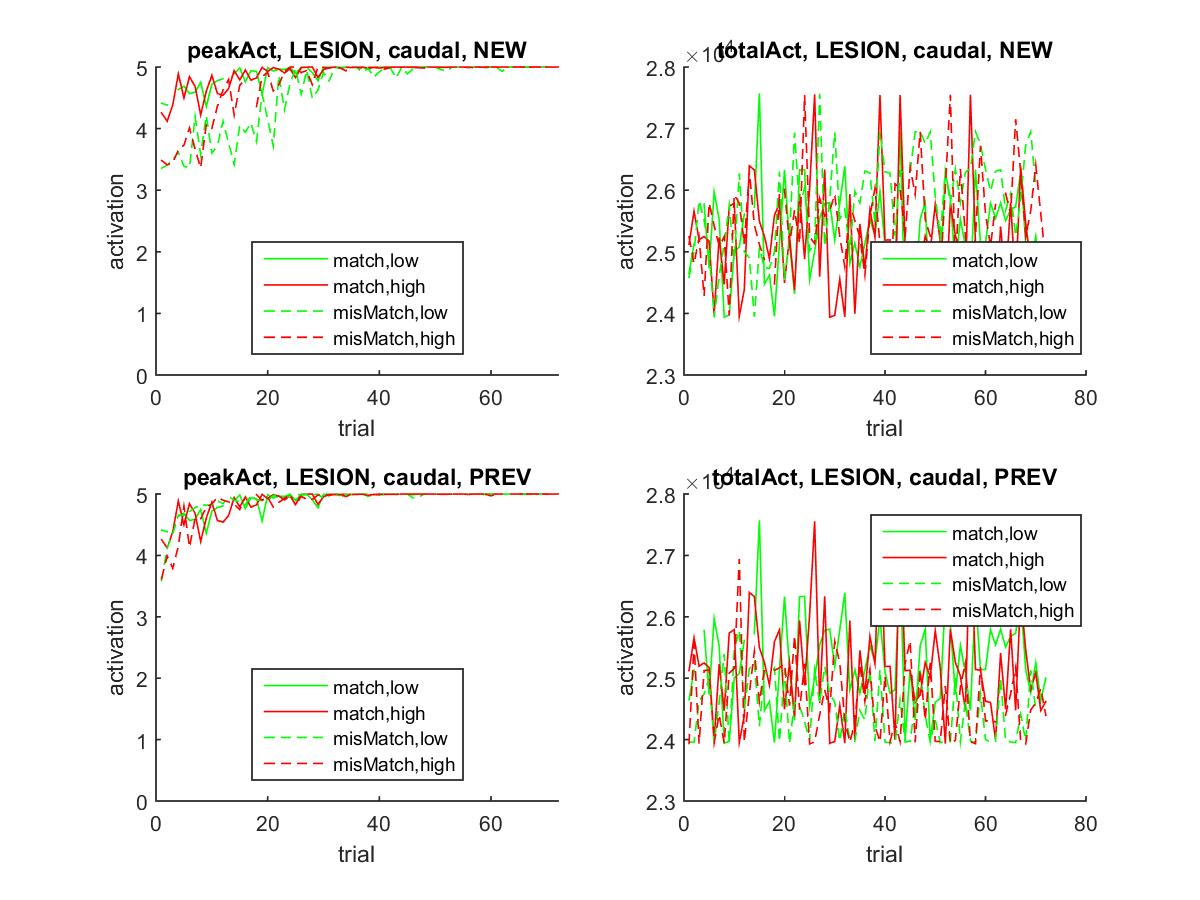 peakAct, LESION, caudal, NEW
5
4
3
2
1
0
activation
match,low
match,high
misMatch,low
misMatch,high
0 20 40 60
trial
×10^4
totalAct, LESION, caudal, NEW
2.8
2.7
2.6
2.5
2.4
2.3
activation
match,low
match,high
misMatch,low
misMatch,high
0 20 40 60 80
trial
peakAct, LESION, caudal, PREV
5
4
3
2
1
0
activation
match,low
match,high
misMatch,low
misMatch,high
0 20 40 60
trial
×10^4
totalAct, LESION, caudal, PREV
2.8
2.7
2.6
2.5
2.4
2.3
activation
match,low
match,high
misMatch,low
misMatch,high
0 20 40 60 80
trial